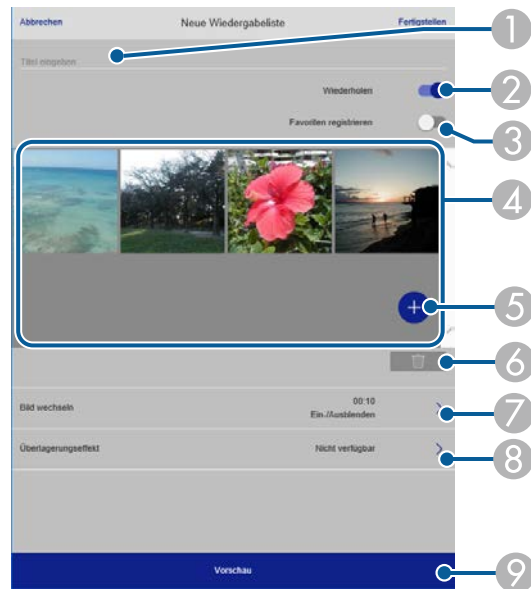 Abbrechen Neue Wiedergabeliste Fertigstellen
1
Titel eingeben
Wiederholen 2
Favoriten registrieren 3
4
+ 5
6
Bild wechseln 00:10 7
Ein-/Ausblenden
Überlagerungseffekt Nicht verfügbar 8
Vorschau 9